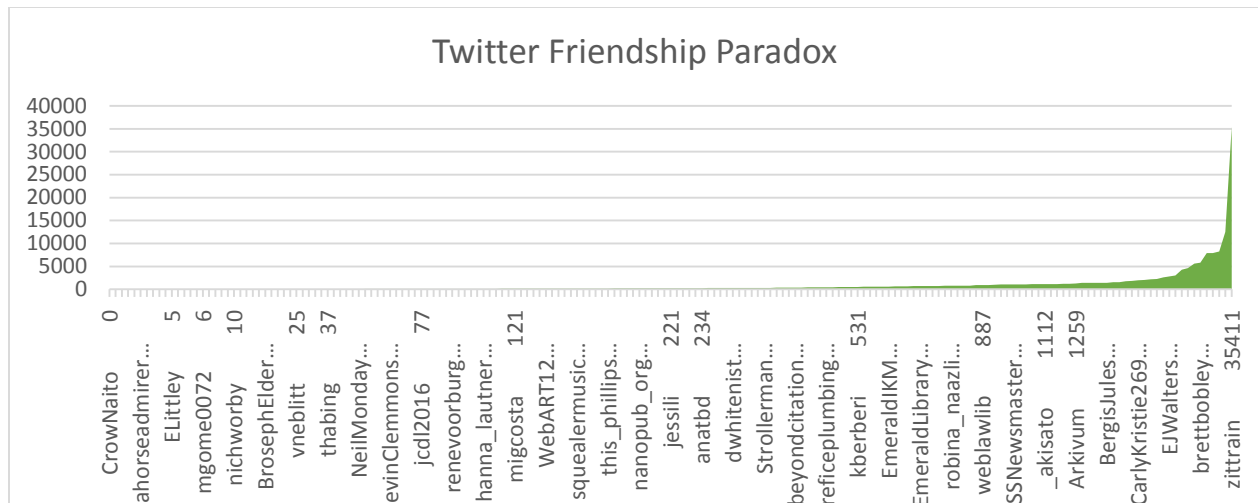 Twitter Friendship Paradox
40000
35000
30000
25000
20000
15000
10000
5000
0
0
5
6
10
25
37
77
121
221
234
531
887
1112
1259
35411
CrowNaito
ahorseadmirer…
ELittley
mgome0072
nichworby
BrosephElder…
vneblitt
thabing
NeilMonday…
evinClemmons…
jcdl2016
renevoorburg…
hanna_lautner…
migcosta
WebART12…
squealermusic…
this_phillips…
nanopub_org…
jessili
anatbd
dwhitenist…
Strollerman…
beyondcitation…
reficeplumbing…
kberberi
EmeraldIKM…
EmeraldLibrary…
robina_naazli…
weblawlib
SSNewsmaster…
_akisato
Arkivum
BergisJules…
CarlyKristie269…
EJWalters…
brettbobley…
zittrain